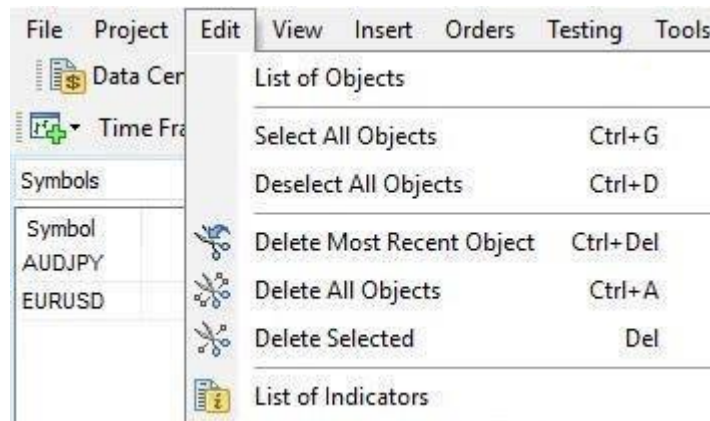 File Project Edit View Insert Orders Testing Tools
Data Cer
List of Objects
Time Fra
Select All Objects Ctrl+G
Symbols
Deselect All Objects Ctrl+D
Symbol
Delete Most Recent Object Ctrl+Del
AUDJPY
Delete All Objects Ctrl+A
EURUSD
Delete Selected Del
List of Indicators